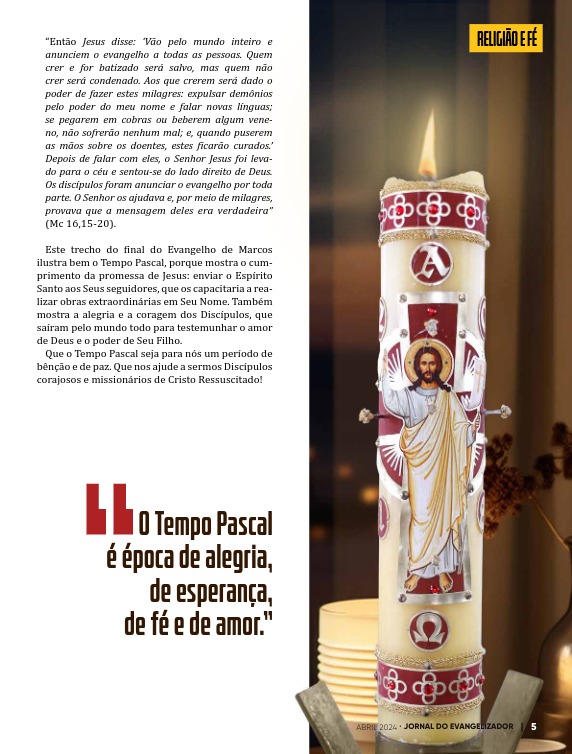 RELIGIÃO E FÉ
“Então Jesus disse: ‘Vão pelo mundo inteiro e
anunciem o evangelho a todas as pessoas. Quem
crer e for batizado será salvo, mas quem não
crer será condenado. Aos que crerem será dado o
poder de fazer estes milagres: expulsar demônios
pelo poder do meu nome e falar novas línguas;
se pegarem em cobras ou beberem algum vene-
no, não sofrerão nenhum mal; e, quando puserem
as mãos sobre os doentes, estes ficarão curados.’
Depois de falar com eles, o Senhor Jesus foi leva-
do para o céu e sentou-se do lado direito de Deus.
Os discípulos foram anunciar o evangelho por toda
parte. O Senhor os ajudava e, por meio de milagres,
provava que a mensagem deles era verdadeira”
(Mc 16,15-20).
Este trecho do final do Evangelho de Marcos
ilustra bem o Tempo Pascal, porque mostra o cum-
primento da promessa de Jesus: enviar o Espírito
Santo aos Seus seguidores, que os capacitaria a rea-
lizar obras extraordinárias em Seu Nome. Também
mostra a alegria e a coragem dos Discípulos, que
saíram pelo mundo todo para testemunhar o amor
de Deus e o poder de Seu Filho.
Que o Tempo Pascal seja para nós um período de
bênção e de paz. Que nos ajude a sermos Discípulos
corajosos e missionários de Cristo Ressuscitado!
“O Tempo Pascal
é época de alegria,
de esperança,
de fé e de amor.”
A
Ω
ABRIL 2024 • JORNAL DO EVANGELIZADOR | 5